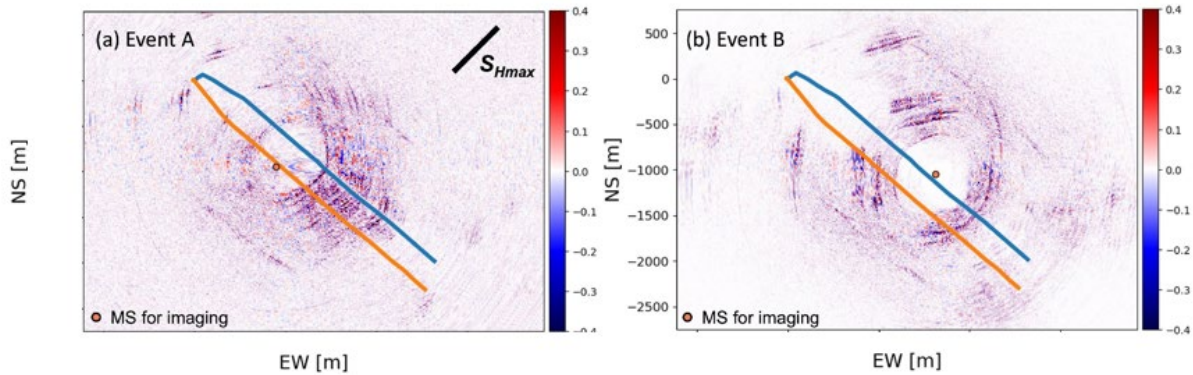 (a) Event A
S_Hmax
MS for imaging
NS [m]
EW [m]
0.4
0.3
0.2
0.1
0.0
−0.1
−0.2
−0.3
−0.4
(b) Event B
MS for imaging
NS [m]
500
0
−500
−1000
−1500
−2000
−2500
EW [m]
0.4
0.3
0.2
0.1
0.0
−0.1
−0.2
−0.3
−0.4